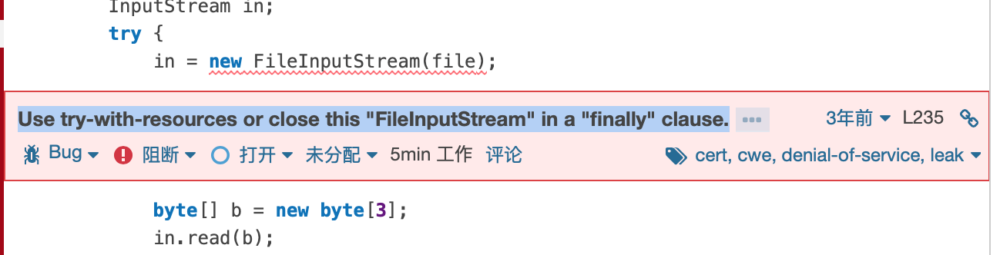 InputStream in;
try {
in = new FileInputStream(file);
Use try-with-resources or close this "FileInputStream" in a "finally" clause. ••• 3年前 L235
Bug 阻断 打开 未分配 5min 工作 评论 cert, cwe, denial-of-service, leak
byte[] b = new byte[3];
in.read(b);